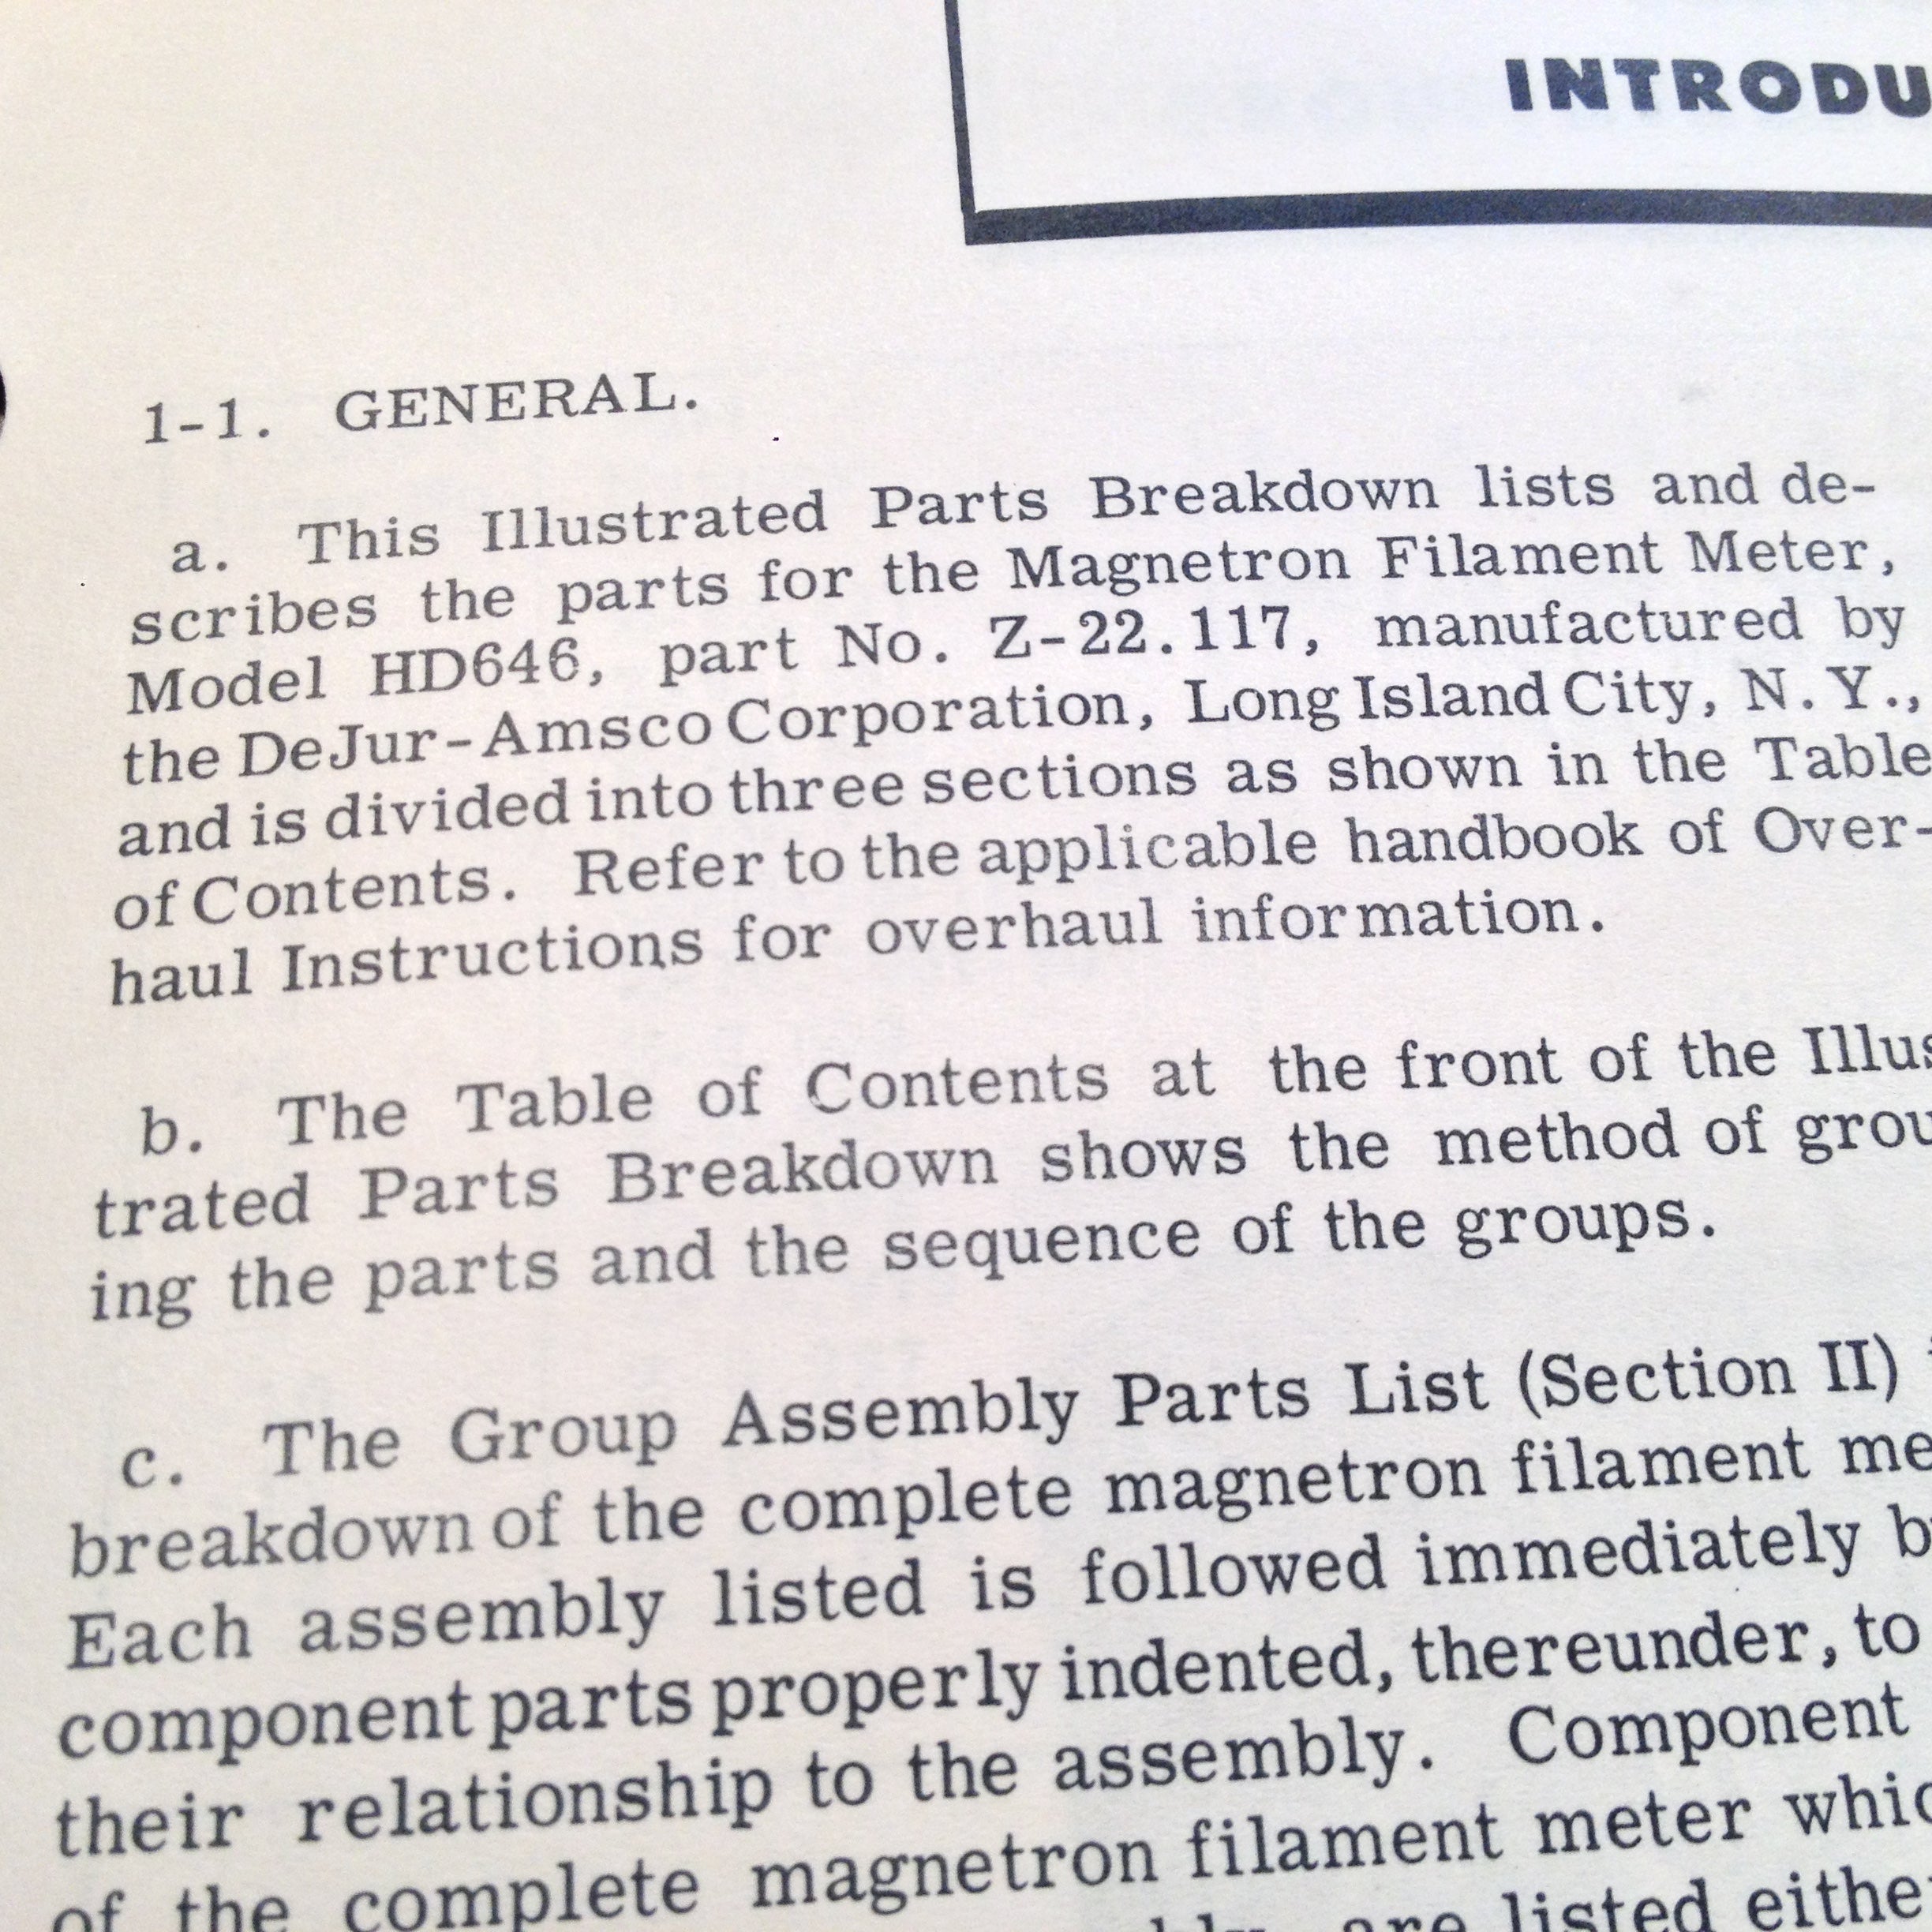 INTRODU
1-1. GENERAL.
a. This Illustrated Parts Breakdown lists and de-
scribes the parts for the Magnetron Filament Meter,
Model HD646, part No. Z-22.117, manufactured by
the DeJur-Amsco Corporation, Long Island City, N.Y.,
and is divided into three sections as shown in the Table
of Contents. Refer to the applicable handbook of Over-
haul Instructions for overhaul information.
b. The Table of Contents at the front of the Illus
trated Parts Breakdown shows the method of grou
ing the parts and the sequence of the groups.
c. The Group Assembly Parts List (Section II)
breakdown of the complete magnetron filament me
Each assembly listed is followed immediately b
component parts properly indented, thereunder, to
their relationship to the assembly. Component
of the complete magnetron filament meter whic
are listed eithe